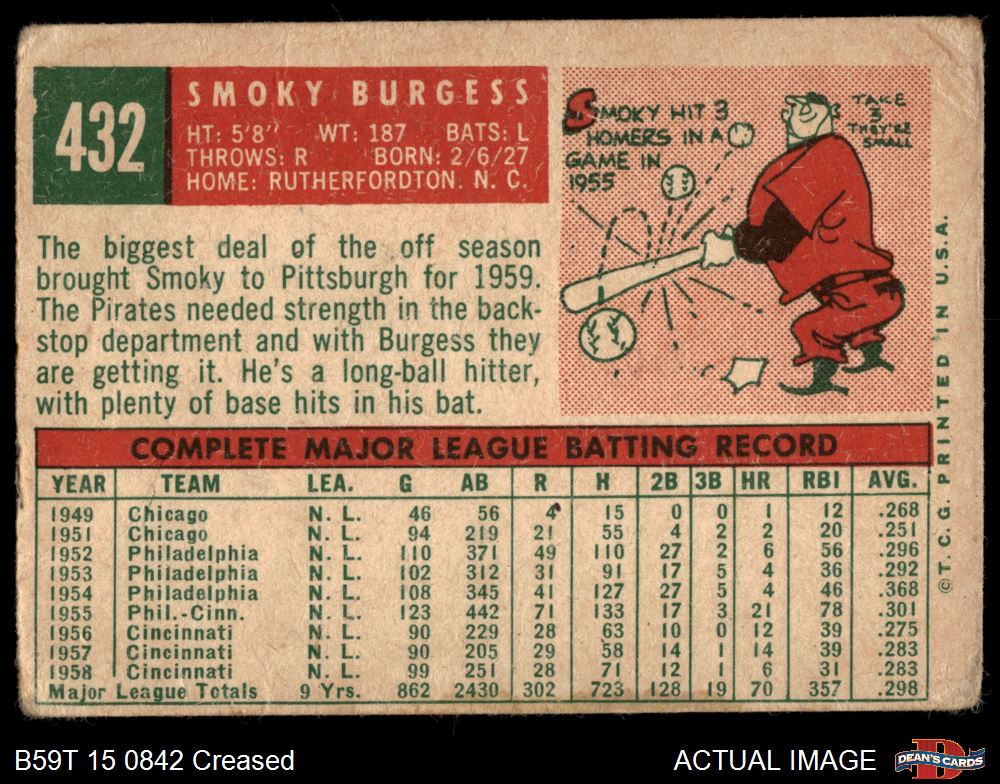 432
SMOKY BURGESS
HT: 5'8" WT: 187 BATS: L
THROWS: R BORN: 2/6/27
HOME: RUTHERFORDTON. N. C.
The biggest deal of the off season
brought Smoky to Pittsburgh for 1959.
The Pirates needed strength in the back-
stop department and with Burgess they
are getting it. He's a long-ball hitter,
with plenty of base hits in his bat.
SMOKY HIT 3
HOMERS IN A
GAME IN
1955
TAKE
3
THEY'RE
SMALL
COMPLETE MAJOR LEAGUE BATTING RECORD
YEAR TEAM LEA. G AB R H 2B 3B HR RBI AVG.
1949 Chicago N. L. 46 56 4 15 0 0 1 12 .268
1951 Chicago N. L. 94 219 21 55 4 2 2 20 .251
1952 Philadelphia N. L. 110 371 49 110 27 2 6 56 .296
1953 Philadelphia N. L. 102 312 31 91 17 5 4 36 .292
1954 Philadelphia N. L. 108 345 41 127 27 5 4 46 .368
1955 Phil.-Cinn. N. L. 123 442 71 133 17 3 21 78 .301
1956 Cincinnati N. L. 90 229 28 63 10 0 12 39 .275
1957 Cincinnati N. L. 90 205 29 58 14 1 14 39 .283
1958 Cincinnati N. L. 99 251 28 71 12 1 6 31 .283
Major League Totals 9 Yrs. 862 2430 302 723 128 19 70 357 .298
©T. C. G. PRINTED IN U.S.A.
B59T 15 0842 Creased
ACTUAL IMAGE
DEAN'S CARDS